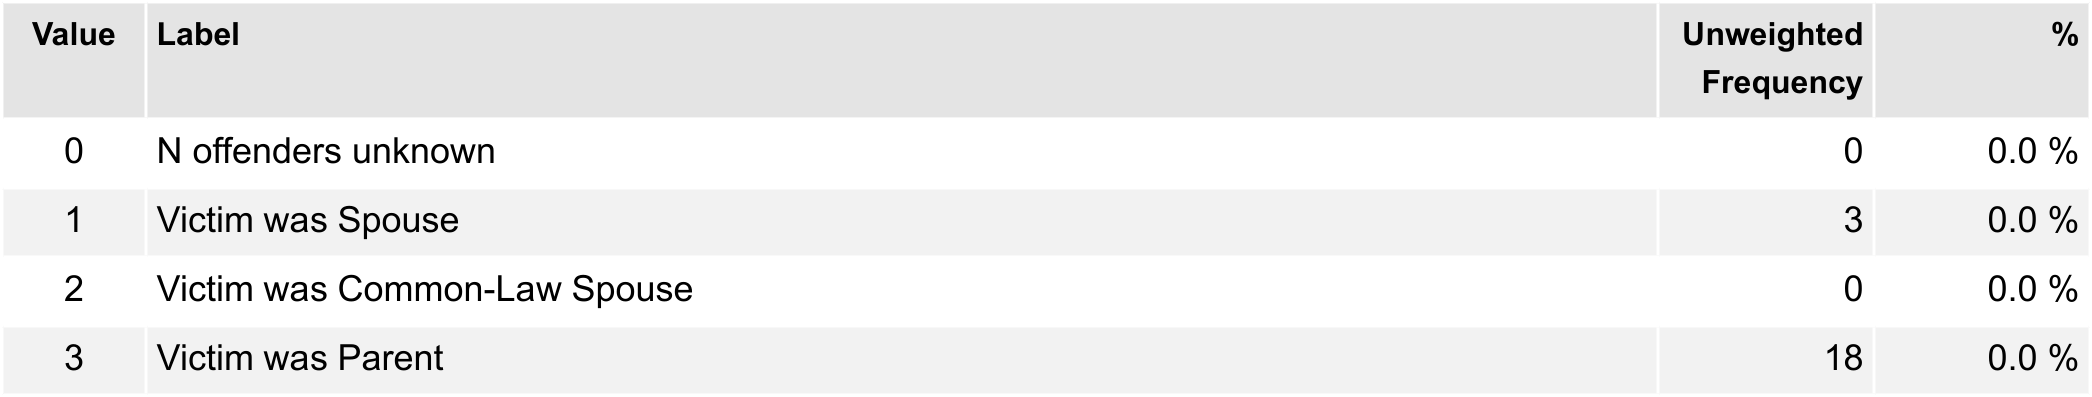 Value Label Unweighted Frequency %
0 N offenders unknown 0 0.0 %
1 Victim was Spouse 3 0.0 %
2 Victim was Common-Law Spouse 0 0.0 %
3 Victim was Parent 18 0.0 %